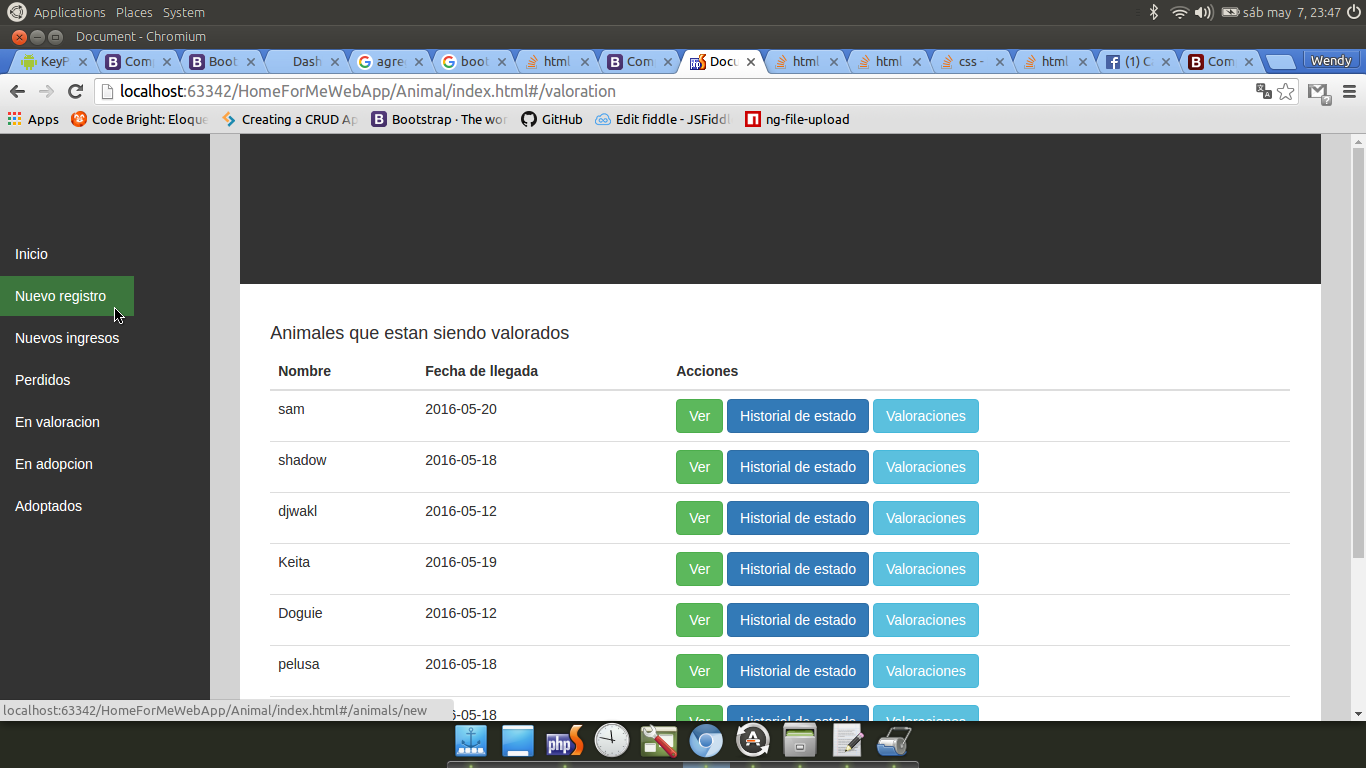 Applications Places System sáb may 7, 23:47
Document - Chromium
KeyP Comp Boot Dash agre boot html Com Docu html html css - html (1) C Com Wendy
localhost:63342/HomeForMeWebApp/Animal/index.html#/valoration
Apps Code Bright: Eloque Creating a CRUD Ap Bootstrap · The wor GitHub Edit fiddle - JSFiddl ng-file-upload
Inicio
Nuevo registro
Nuevos ingresos
Perdidos
En valoracion
En adopcion
Adoptados
Animales que estan siendo valorados
Nombre Fecha de llegada Acciones
sam 2016-05-20 Ver Historial de estado Valoraciones
shadow 2016-05-18 Ver Historial de estado Valoraciones
djwakl 2016-05-12 Ver Historial de estado Valoraciones
Keita 2016-05-19 Ver Historial de estado Valoraciones
Doguie 2016-05-12 Ver Historial de estado Valoraciones
pelusa 2016-05-18 Ver Historial de estado Valoraciones
5-18 Ver Historial de estado Valoraciones
localhost:63342/HomeForMeWebApp/Animal/index.html#/animals/new
php